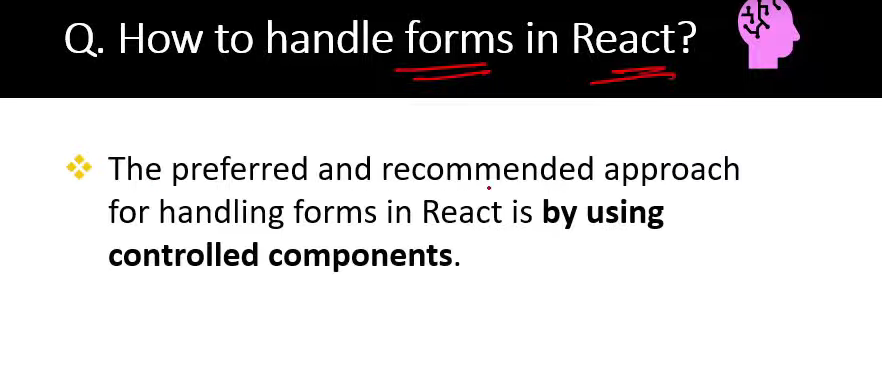 Q. How to handle forms in React?
The preferred and recommended approach
for handling forms in React is by using
controlled components.